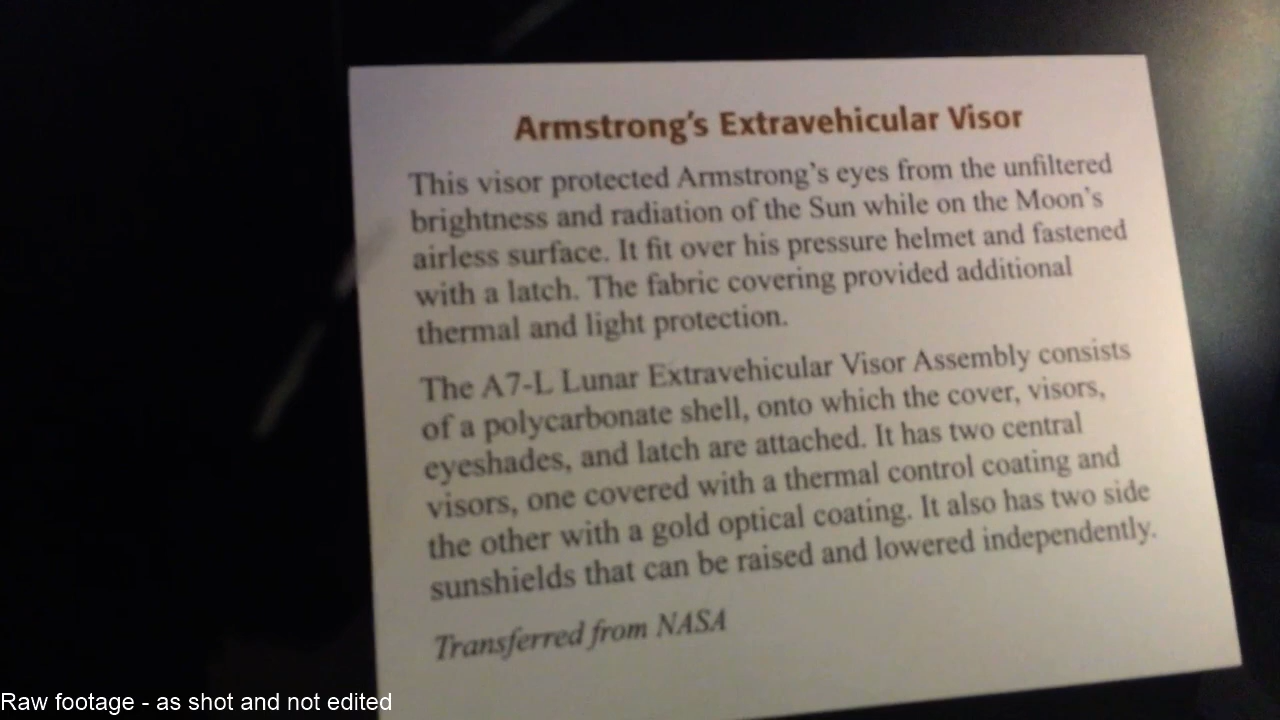 Armstrong's Extravehicular Visor
This visor protected Armstrong's eyes from the unfiltered
brightness and radiation of the Sun while on the Moon's
airless surface. It fit over his pressure helmet and fastened
with a latch. The fabric covering provided additional
thermal and light protection.
The A7-L Lunar Extravehicular Visor Assembly consists
of a polycarbonate shell, onto which the cover, visors,
eyeshades, and latch are attached. It has two central
visors, one covered with a thermal control coating and
the other with a gold optical coating. It also has two side
sunshields that can be raised and lowered independently.
Transferred from NASA
Raw footage - as shot and not edited